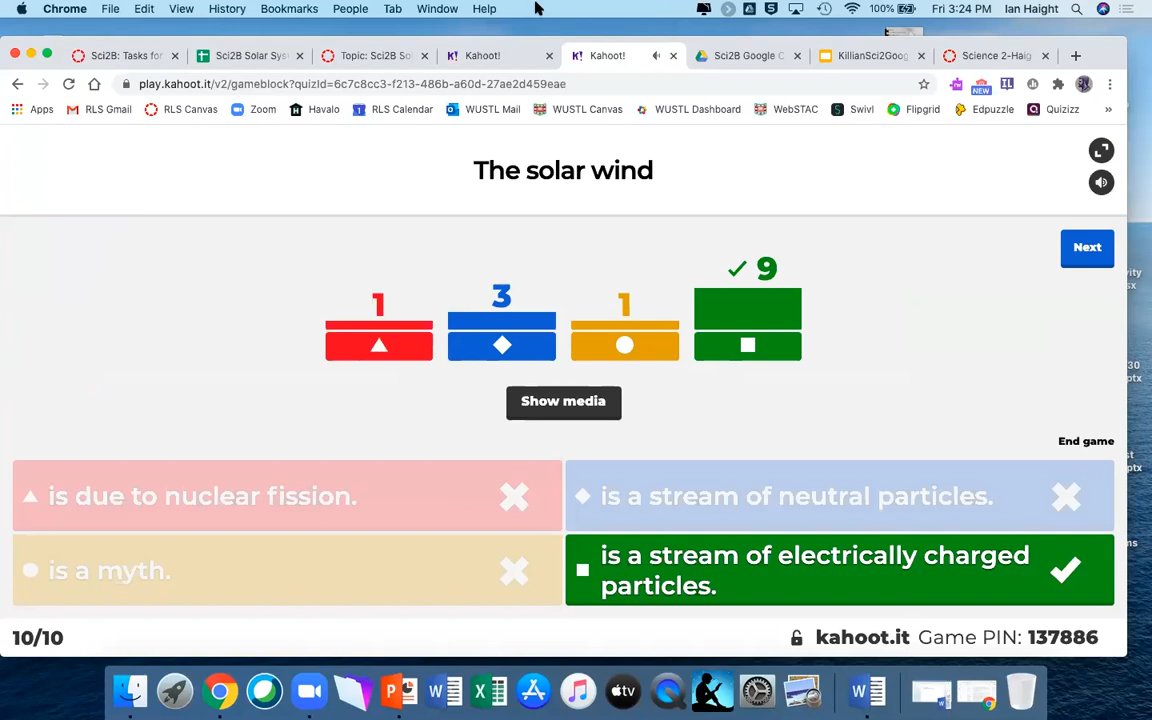 Chrome File Edit View History Bookmarks People Tab Window Help 100% Fri 3:24 PM Ian Haight
Sci2B: Tasks for Sci2B Solar Sys Topic: Sci2B Sol Kahoot! Kahoot! Sci2B Google C KillianSci2Goog Science 2-Haig
play.kahoot.it/v2/gameblock?quizId=6c7c8cc3-f213-486b-a60d-27ae2d459eae
NEW
Apps RLS Gmail RLS Canvas Zoom Havalo RLS Calendar WUSTL Mail WUSTL Canvas WUSTL Dashboard WebSTAC Swivl Flipgrid Edpuzzle Quizizz
The solar wind
Next
1 3 1 9
Show media
End game
is due to nuclear fission.
is a stream of neutral particles.
is a myth.
is a stream of electrically charged
particles.
10/10 kahoot.it Game PIN: 137886